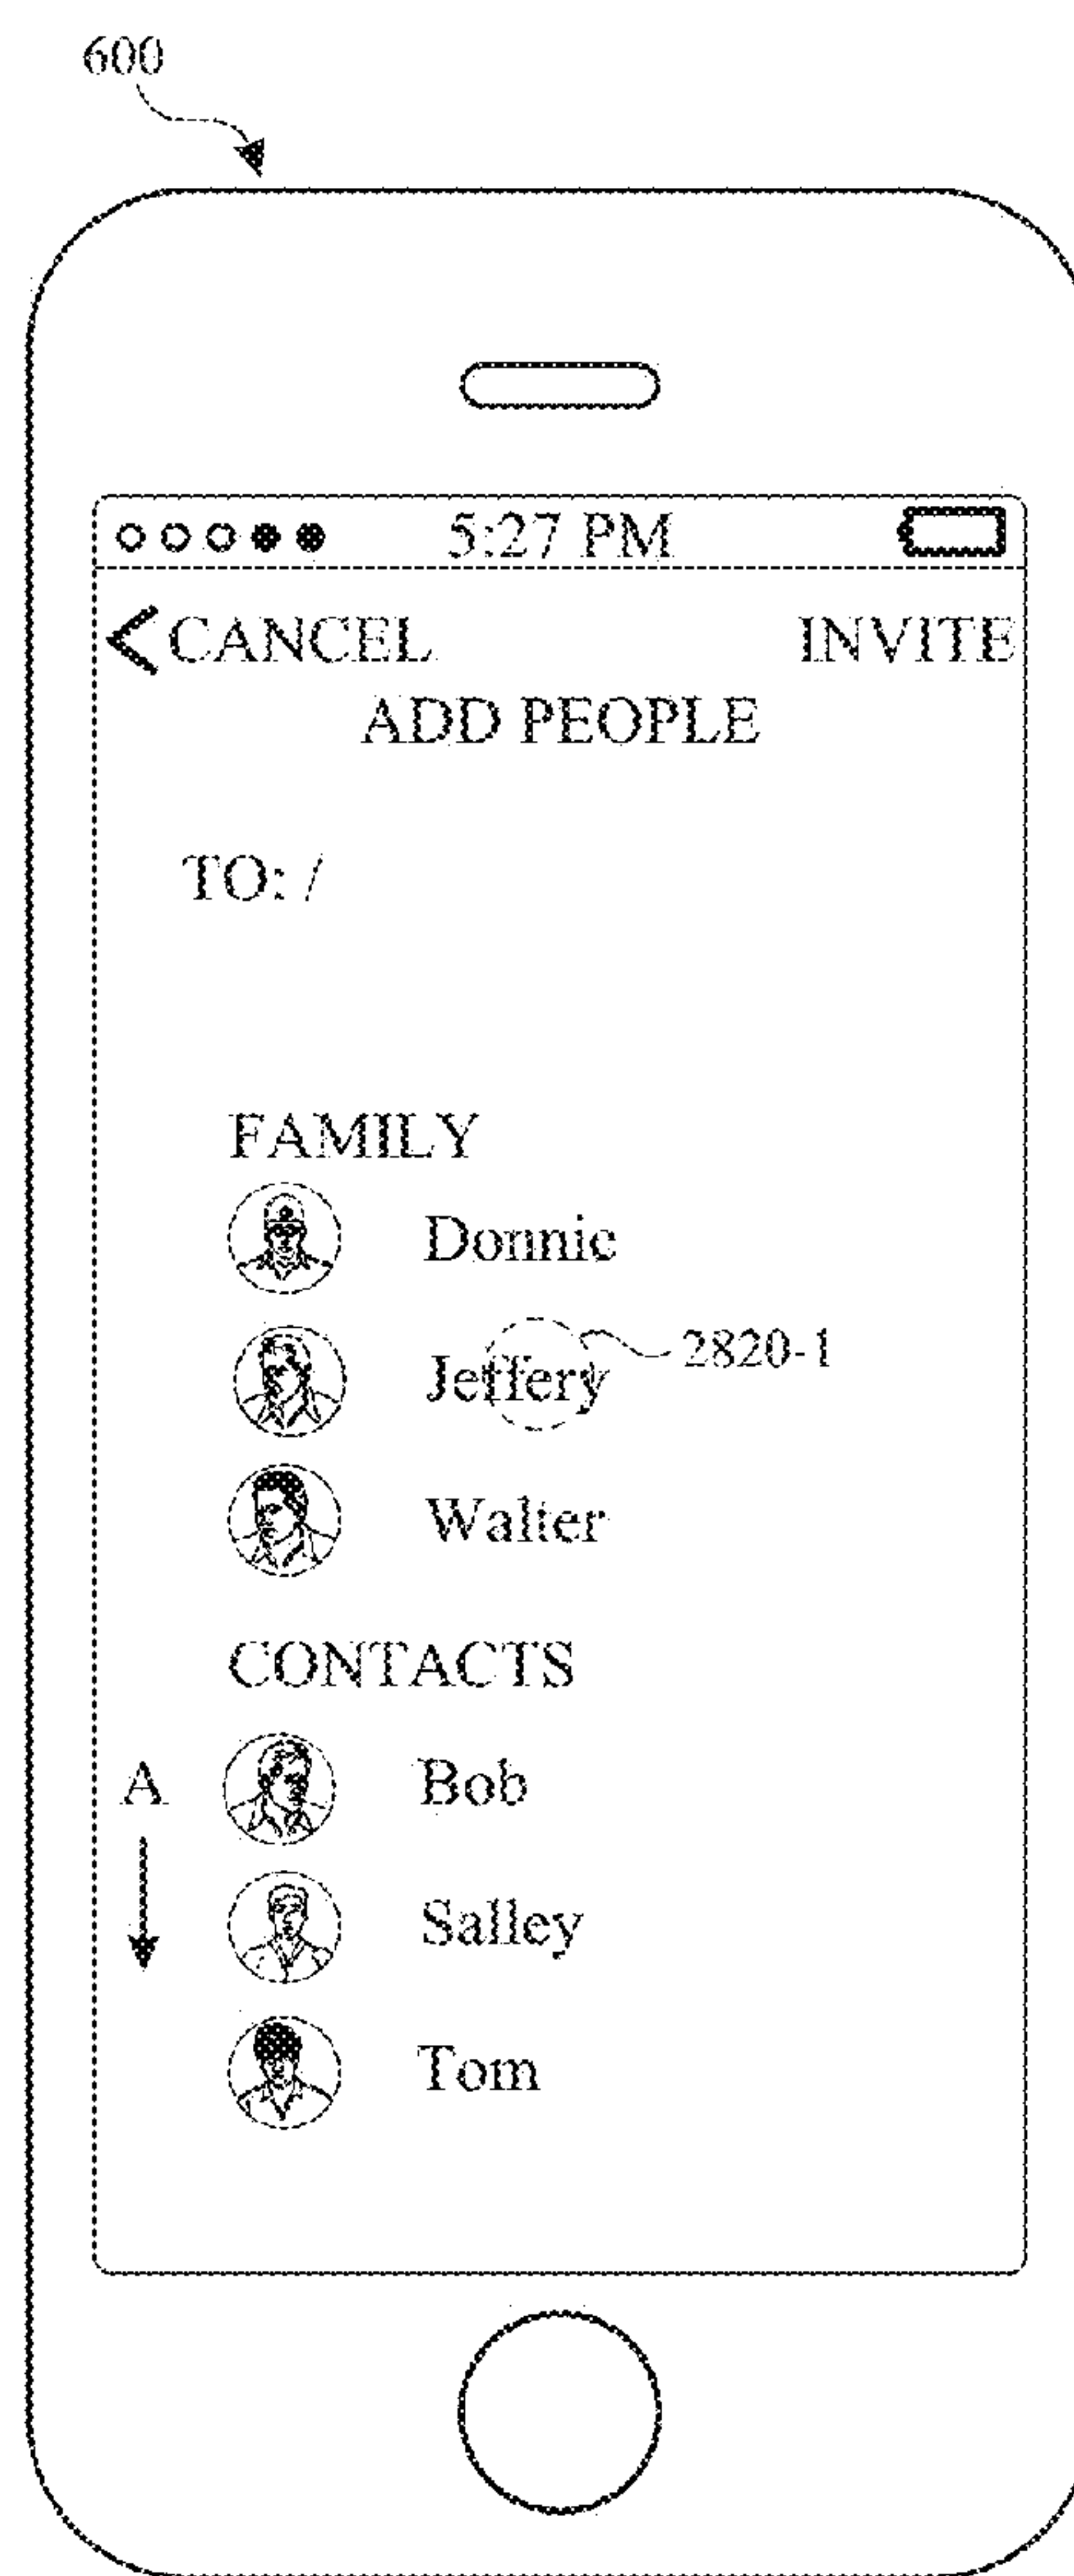 600
5:27 PM
CANCEL INVITE
ADD PEOPLE
TO: /
FAMILY
Donnie
Jeffery 2820-1
Walter
CONTACTS
A Bob
Salley
Tom